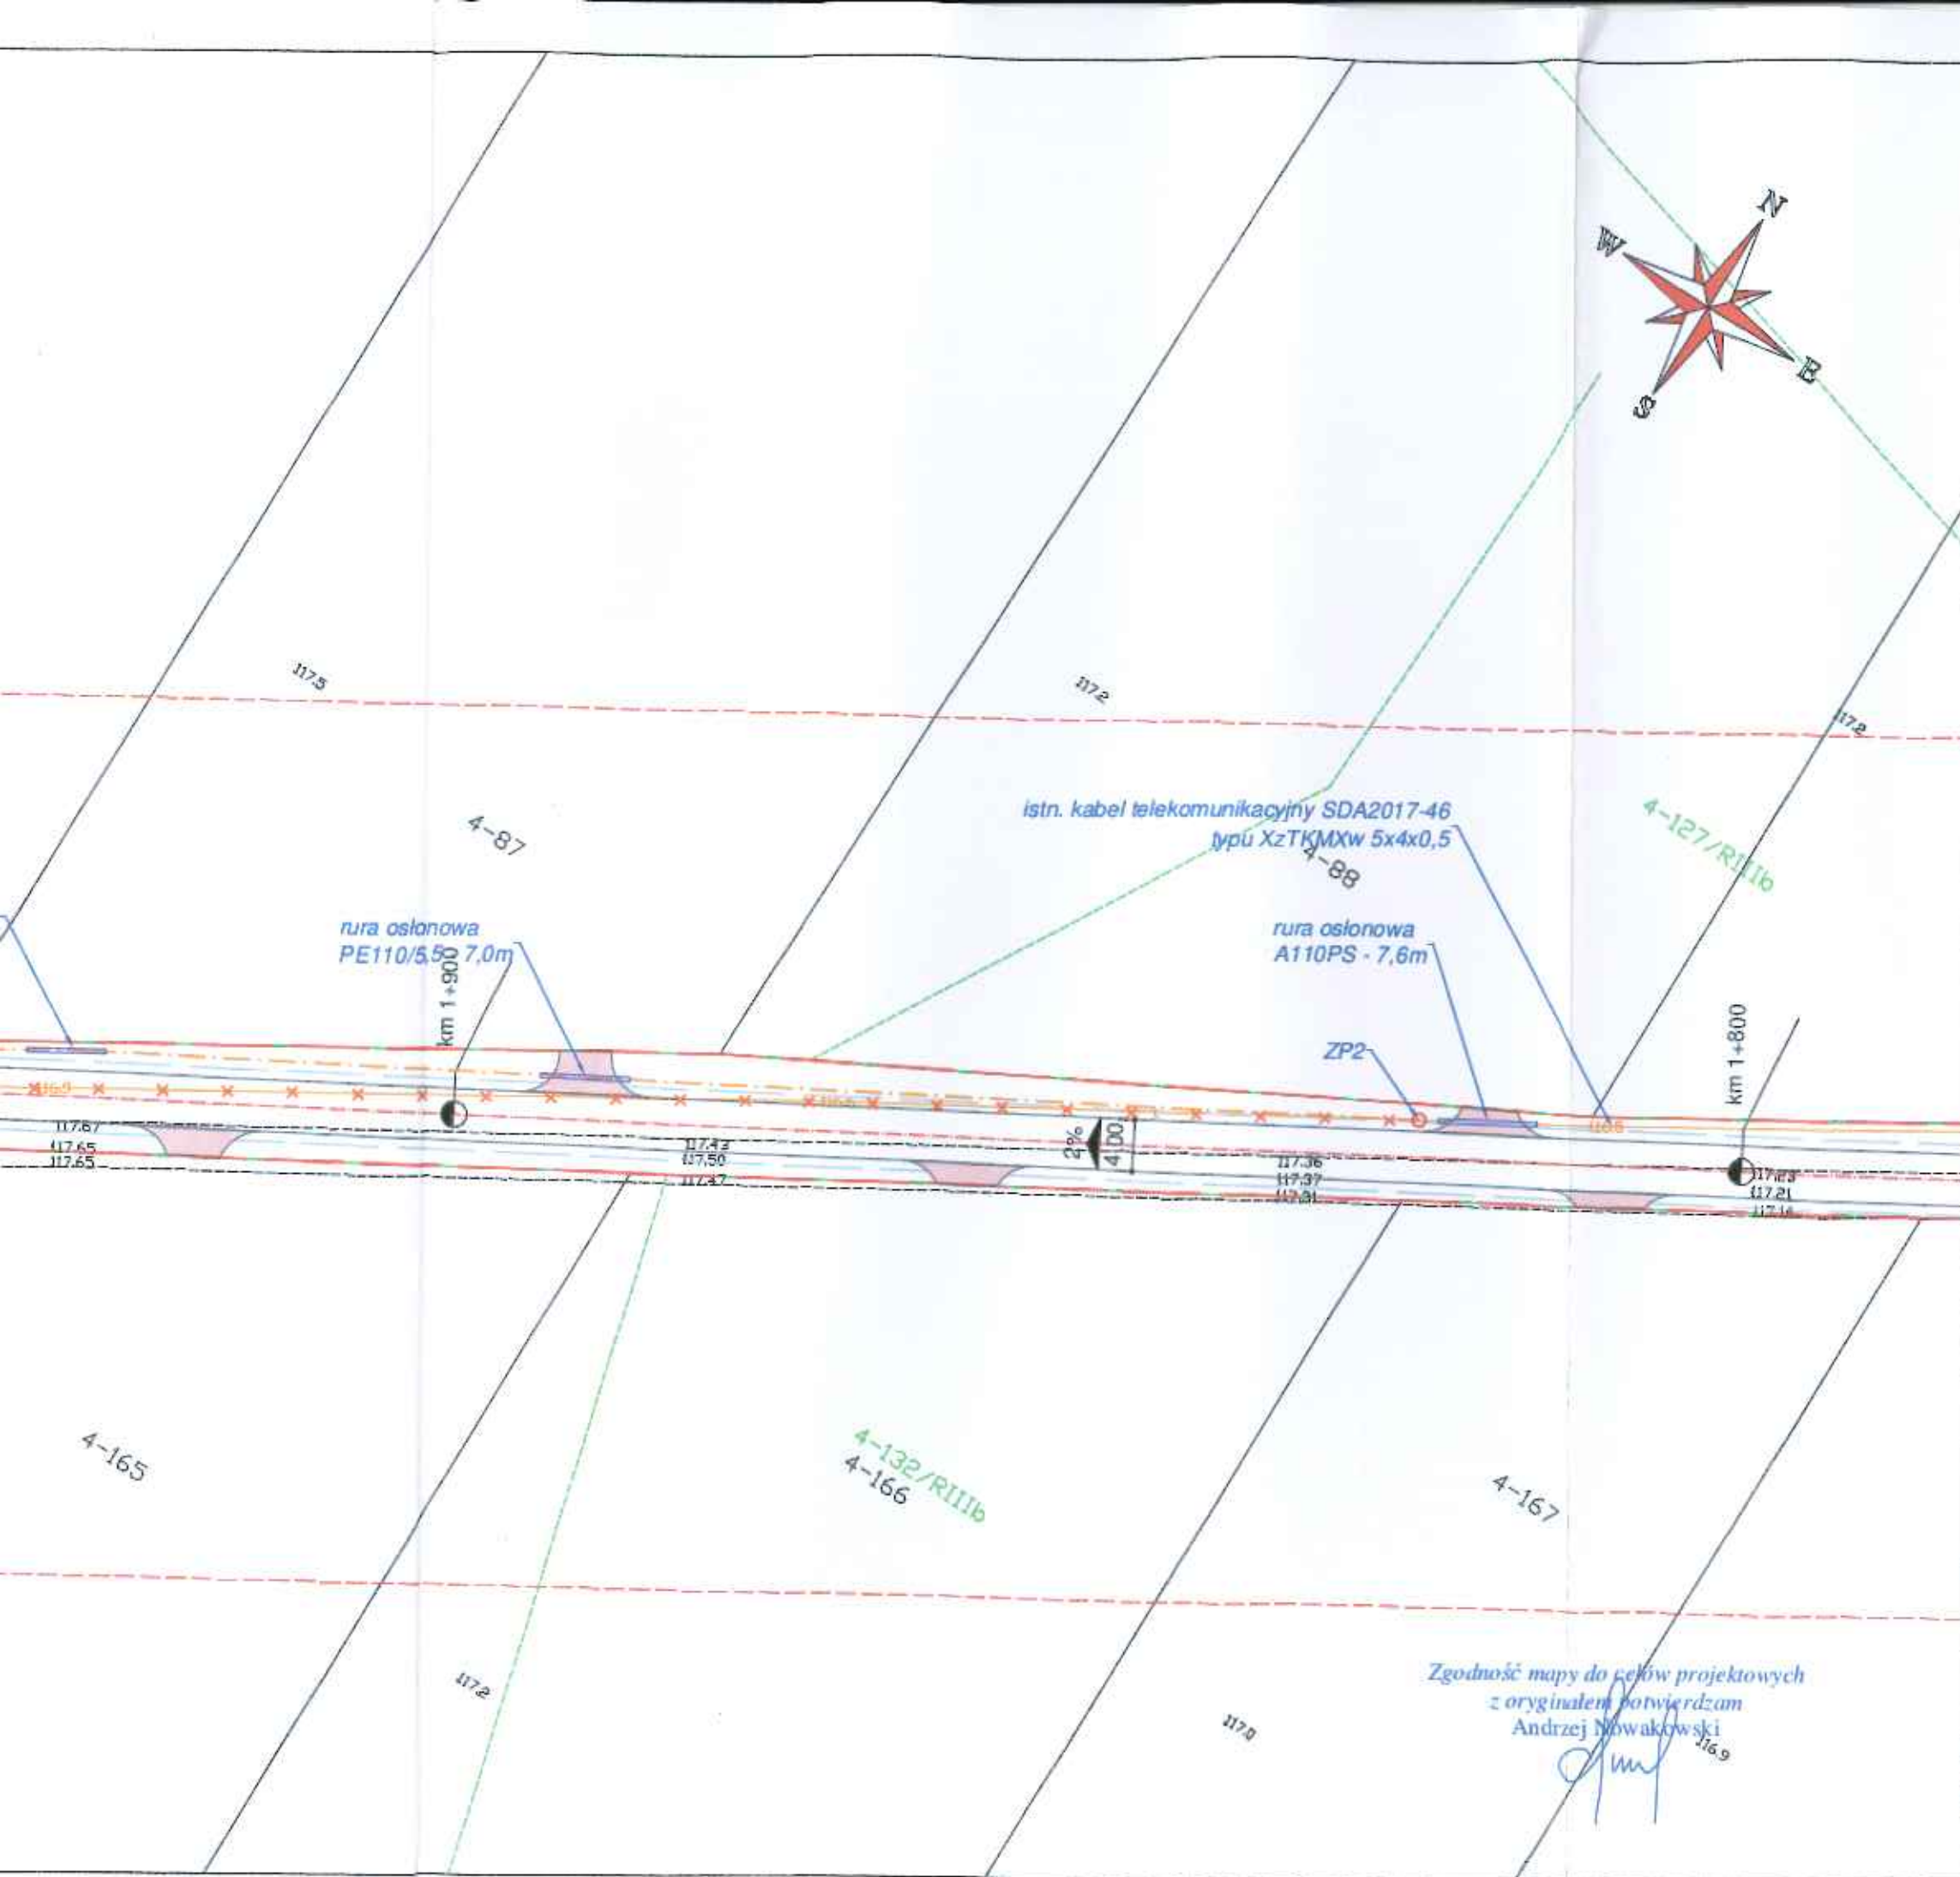 N
W
E
S
117.5
117.2
117.2
istn. kabel telekomunikacyjny SDA2017-46
typu XzTKMXw 5x4x0,5
4-87
4-88
4-127/RIIIb
rura osłonowa
PE110/5,5 - 7,0m
rura osłonowa
A110PS - 7,6m
km 1+900
km 1+800
ZP2
117.67
117.65
117.65
117.43
117.50
117.47
2%
4.00
117.36
117.37
117.31
117.23
117.21
4-165
4-132/RIIIb
4-166
4-167
117.2
117.0
116.9
Zgodność mapy do celów projektowych
z oryginałem potwierdzam
Andrzej Nowakowski